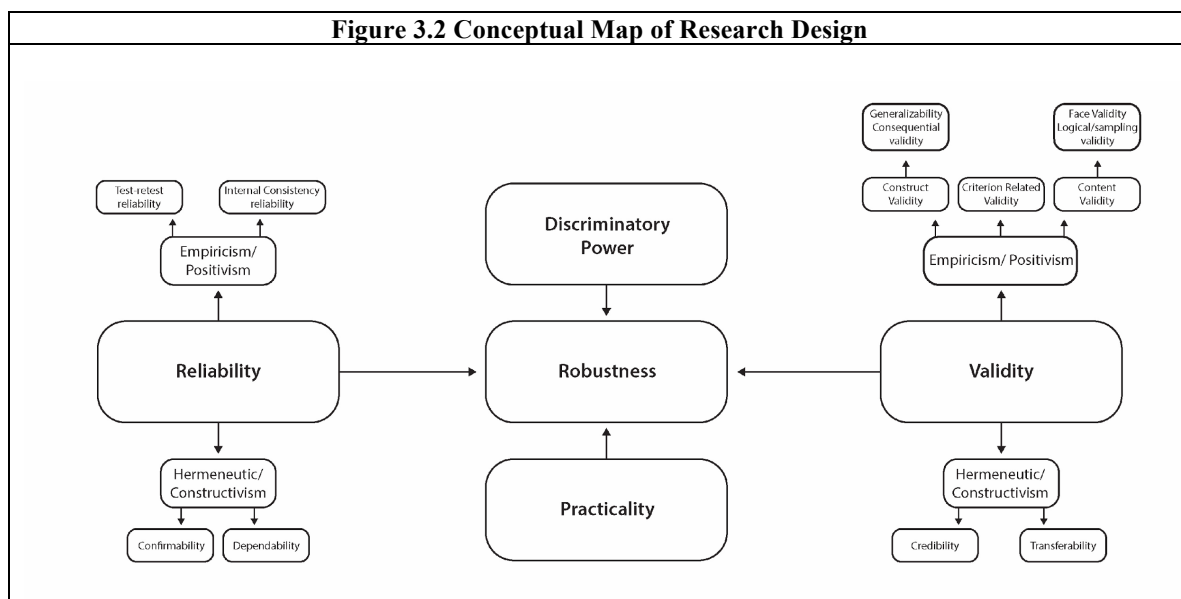 Figure 3.2 Conceptual Map of Research Design
Generalizability
Consequential
validity
Face Validity
Logical/sampling
validity
Test-retest
reliability
Internal Consistency
reliability
Construct
Validity
Criterion Related
Validity
Content
Validity
Empiricism/
Positivism
Discriminatory
Power
Empiricism/ Positivism
Reliability
Robustness
Validity
Hermeneutic/
Constructivism
Practicality
Hermeneutic/
Constructivism
Confirmability
Dependability
Credibility
Transferability